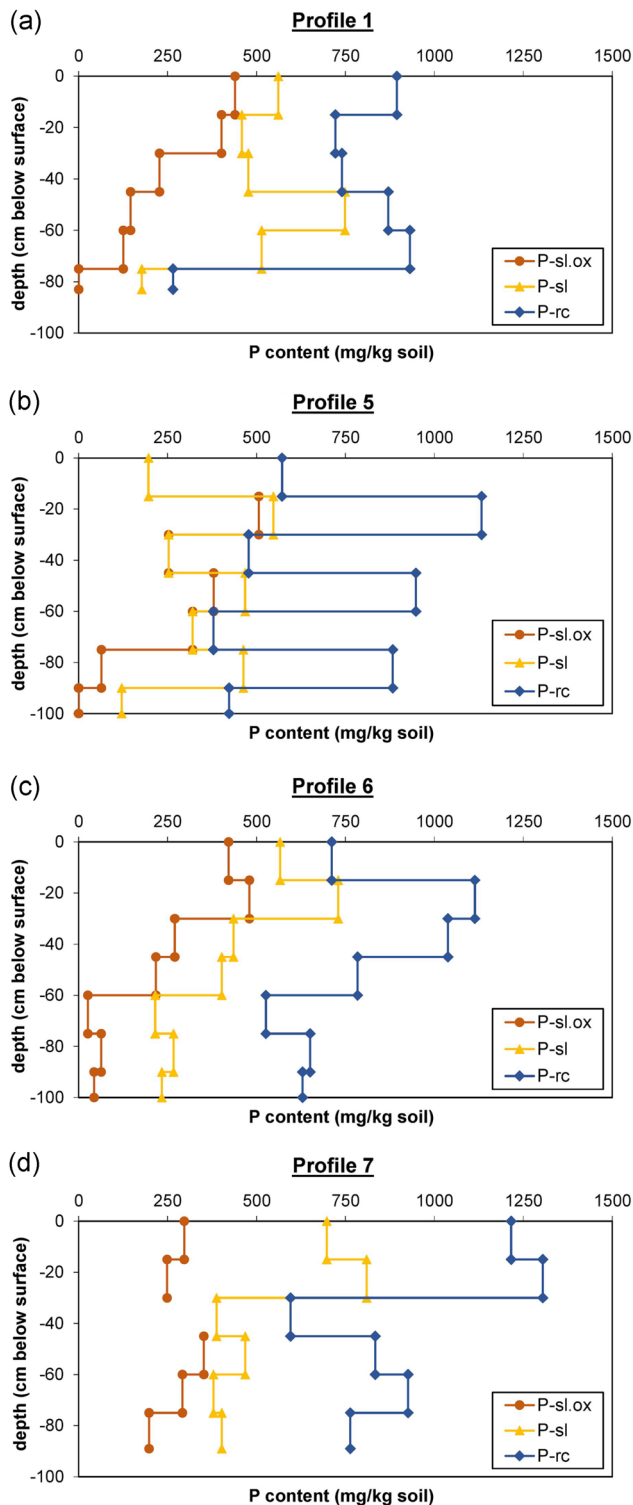 (a)
Profile 1
0 250 500 750 1000 1250 1500
0
-20
-40
-60
-80
-100
depth (cm below surface)
P-sl.ox
P-sl
P-rc
P content (mg/kg soil)
(b)
Profile 5
0 250 500 750 1000 1250 1500
0
-20
-40
-60
-80
-100
depth (cm below surface)
P-sl.ox
P-sl
P-rc
P content (mg/kg soil)
(c)
Profile 6
0 250 500 750 1000 1250 1500
0
-20
-40
-60
-80
-100
depth (cm below surface)
P-sl.ox
P-sl
P-rc
P content (mg/kg soil)
(d)
Profile 7
0 250 500 750 1000 1250 1500
0
-20
-40
-60
-80
-100
depth (cm below surface)
P-sl.ox
P-sl
P-rc
P content (mg/kg soil)